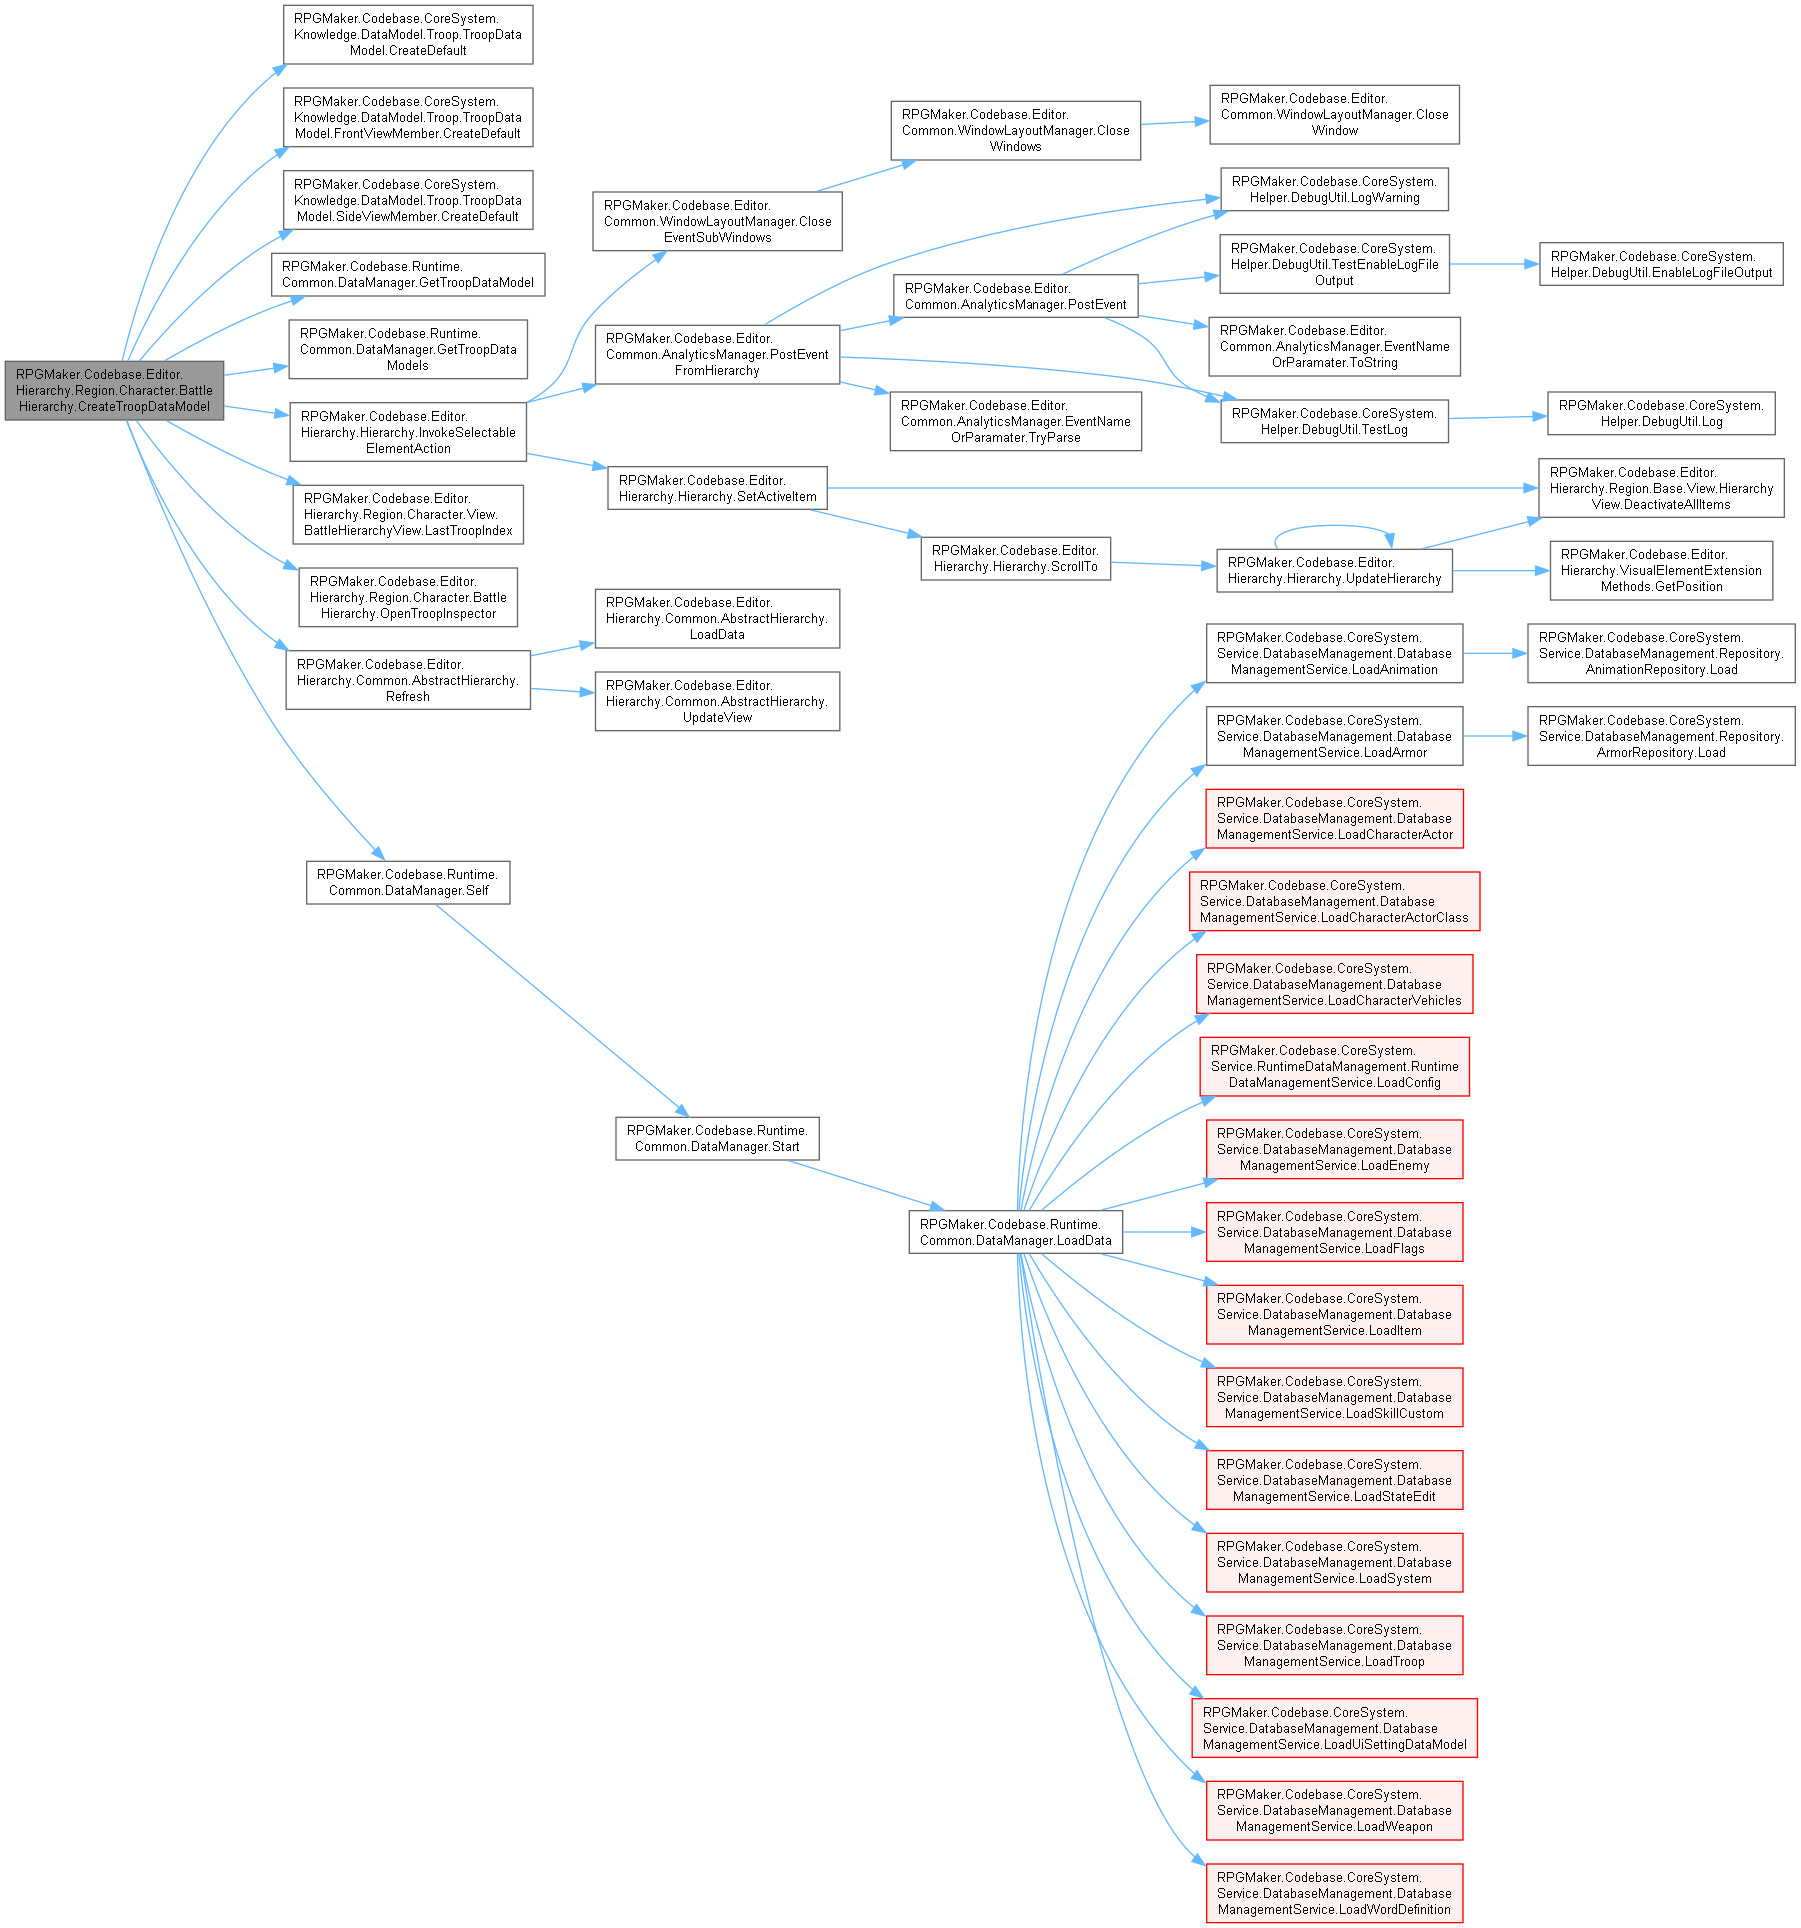 RPGMaker.Codebase.Editor.
Hierarchy.Region.Character.Battle
Hierarchy.CreateTroopDataModel
RPGMaker.Codebase.CoreSystem.
Knowledge.DataModel.Troop.TroopData
Model.CreateDefault
RPGMaker.Codebase.CoreSystem.
Knowledge.DataModel.Troop.TroopData
Model.FrontViewMember.CreateDefault
RPGMaker.Codebase.CoreSystem.
Knowledge.DataModel.Troop.TroopData
Model.SideViewMember.CreateDefault
RPGMaker.Codebase.Runtime.
Common.DataManager.GetTroopDataModel
RPGMaker.Codebase.Runtime.
Common.DataManager.GetTroopData
Models
RPGMaker.Codebase.Editor.
Hierarchy.Hierarchy.InvokeSelectable
ElementAction
RPGMaker.Codebase.Editor.
Hierarchy.Region.Character.View.
BattleHierarchyView.LastTroopIndex
RPGMaker.Codebase.Editor.
Hierarchy.Region.Character.Battle
Hierarchy.OpenTroopInspector
RPGMaker.Codebase.Editor.
Hierarchy.Common.AbstractHierarchy.
Refresh
RPGMaker.Codebase.Runtime.
Common.DataManager.Self
RPGMaker.Codebase.Editor.
Common.WindowLayoutManager.Close
EventSubWindows
RPGMaker.Codebase.Editor.
Common.AnalyticsManager.PostEvent
FromHierarchy
RPGMaker.Codebase.Editor.
Hierarchy.Hierarchy.SetActiveItem
RPGMaker.Codebase.Editor.
Hierarchy.Common.AbstractHierarchy.
LoadData
RPGMaker.Codebase.Editor.
Hierarchy.Common.AbstractHierarchy.
UpdateView
RPGMaker.Codebase.Runtime.
Common.DataManager.Start
RPGMaker.Codebase.Editor.
Common.WindowLayoutManager.Close
Windows
RPGMaker.Codebase.Editor.
Common.AnalyticsManager.PostEvent
RPGMaker.Codebase.Editor.
Common.AnalyticsManager.EventName
OrParamater.TryParse
RPGMaker.Codebase.Editor.
Hierarchy.Hierarchy.ScrollTo
RPGMaker.Codebase.Runtime.
Common.DataManager.LoadData
RPGMaker.Codebase.Editor.
Common.WindowLayoutManager.Close
Window
RPGMaker.Codebase.CoreSystem.
Helper.DebugUtil.LogWarning
RPGMaker.Codebase.CoreSystem.
Helper.DebugUtil.TestEnableLogFile
Output
RPGMaker.Codebase.Editor.
Common.AnalyticsManager.EventName
OrParamater.ToString
RPGMaker.Codebase.CoreSystem.
Helper.DebugUtil.TestLog
RPGMaker.Codebase.Editor.
Hierarchy.Hierarchy.UpdateHierarchy
RPGMaker.Codebase.CoreSystem.
Service.DatabaseManagement.Database
ManagementService.LoadAnimation
RPGMaker.Codebase.CoreSystem.
Service.DatabaseManagement.Database
ManagementService.LoadArmor
RPGMaker.Codebase.CoreSystem.
Service.DatabaseManagement.Database
ManagementService.LoadCharacterActor
RPGMaker.Codebase.CoreSystem.
Service.DatabaseManagement.Database
ManagementService.LoadCharacterActorClass
RPGMaker.Codebase.CoreSystem.
Service.DatabaseManagement.Database
ManagementService.LoadCharacterVehicles
RPGMaker.Codebase.CoreSystem.
Service.RuntimeDataManagement.Runtime
DataManagementService.LoadConfig
RPGMaker.Codebase.CoreSystem.
Service.DatabaseManagement.Database
ManagementService.LoadEnemy
RPGMaker.Codebase.CoreSystem.
Service.DatabaseManagement.Database
ManagementService.LoadFlags
RPGMaker.Codebase.CoreSystem.
Service.DatabaseManagement.Database
ManagementService.LoadItem
RPGMaker.Codebase.CoreSystem.
Service.DatabaseManagement.Database
ManagementService.LoadSkillCustom
RPGMaker.Codebase.CoreSystem.
Service.DatabaseManagement.Database
ManagementService.LoadStateEdit
RPGMaker.Codebase.CoreSystem.
Service.DatabaseManagement.Database
ManagementService.LoadSystem
RPGMaker.Codebase.CoreSystem.
Service.DatabaseManagement.Database
ManagementService.LoadTroop
RPGMaker.Codebase.CoreSystem.
Service.DatabaseManagement.Database
ManagementService.LoadUiSettingDataModel
RPGMaker.Codebase.CoreSystem.
Service.DatabaseManagement.Database
ManagementService.LoadWeapon
RPGMaker.Codebase.CoreSystem.
Service.DatabaseManagement.Database
ManagementService.LoadWordDefinition
RPGMaker.Codebase.CoreSystem.
Helper.DebugUtil.EnableLogFileOutput
RPGMaker.Codebase.CoreSystem.
Helper.DebugUtil.Log
RPGMaker.Codebase.Editor.
Hierarchy.Region.Base.View.Hierarchy
View.DeactivateAllItems
RPGMaker.Codebase.Editor.
Hierarchy.VisualElementExtension
Methods.GetPosition
RPGMaker.Codebase.CoreSystem.
Service.DatabaseManagement.Repository.
AnimationRepository.Load
RPGMaker.Codebase.CoreSystem.
Service.DatabaseManagement.Repository.
ArmorRepository.Load